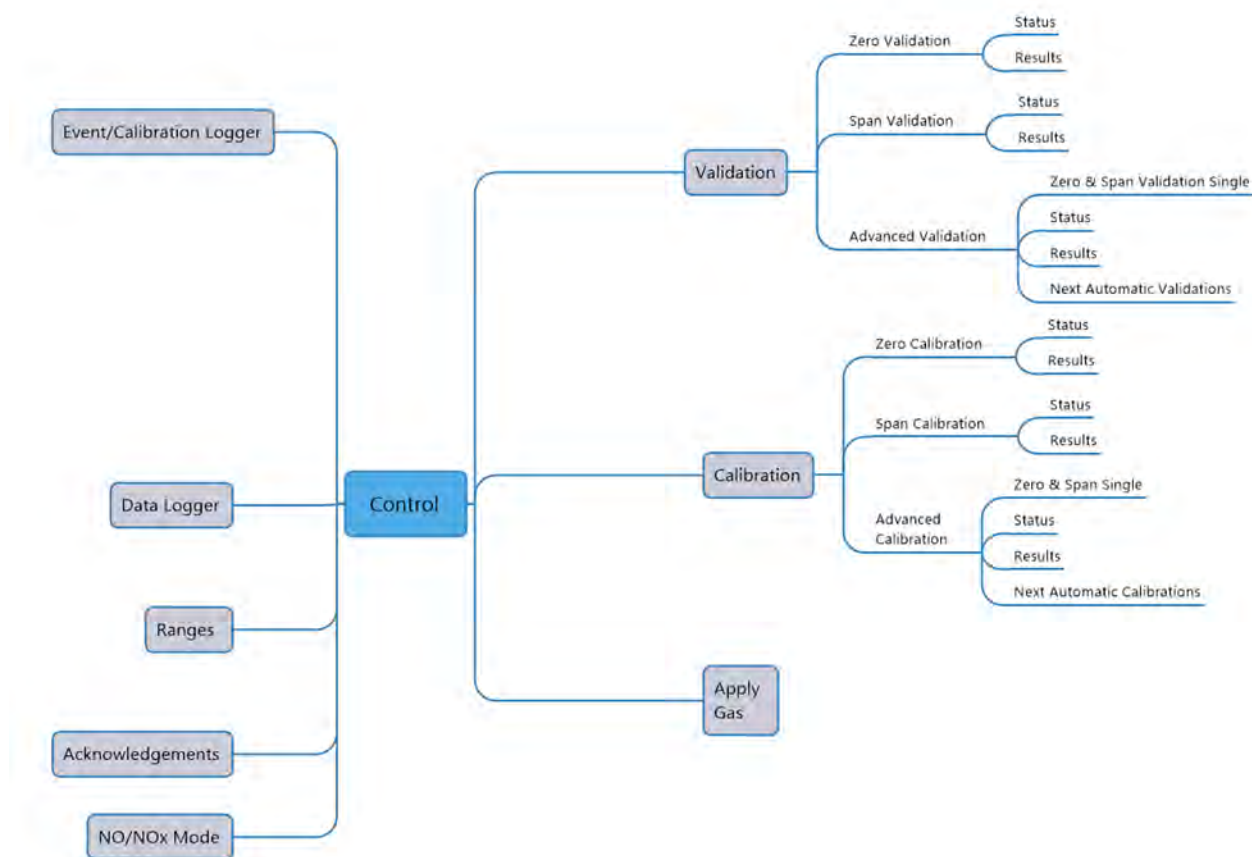 Event/Calibration Logger
Data Logger
Ranges
Acknowledgements
NO/NOx Mode
Control
Validation
Zero Validation
Status
Results
Span Validation
Status
Results
Advanced Validation
Zero & Span Validation Single
Status
Results
Next Automatic Validations
Calibration
Zero Calibration
Status
Results
Span Calibration
Status
Results
Advanced
Calibration
Zero & Span Single
Status
Results
Next Automatic Calibrations
Apply
Gas